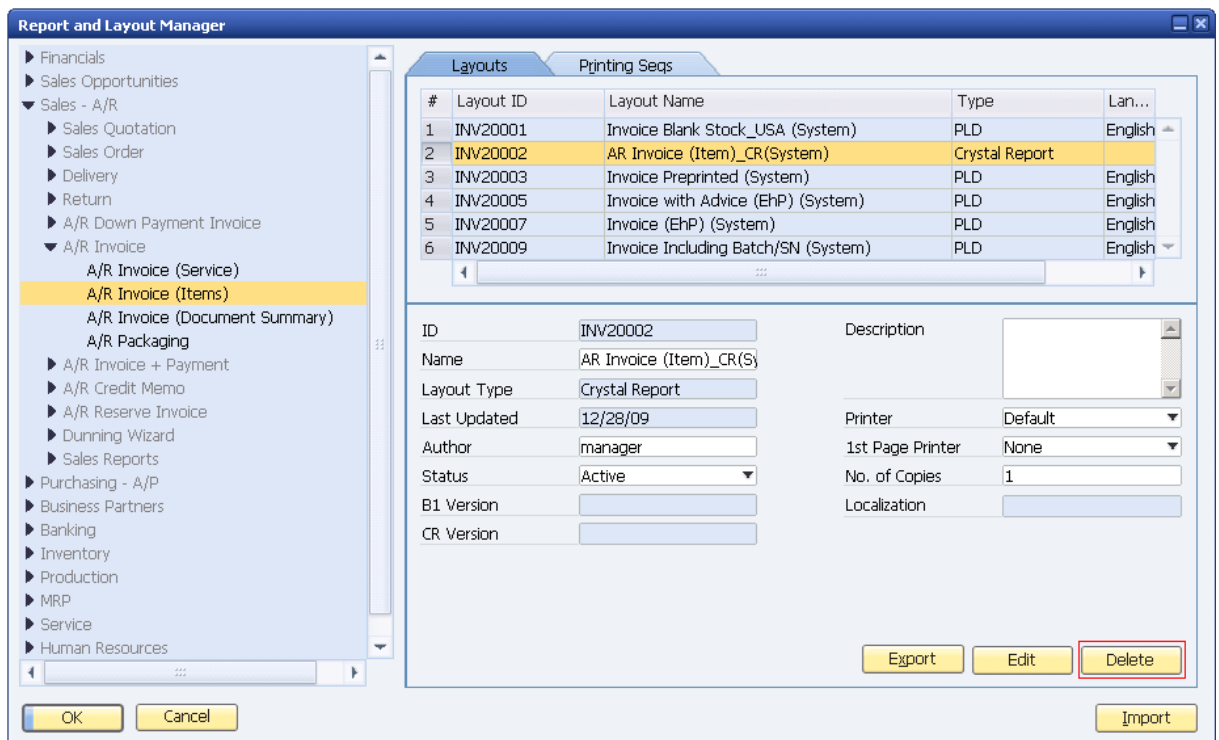 Report and Layout Manager
Financials
Sales Opportunities
Sales - A/R
Sales Quotation
Sales Order
Delivery
Return
A/R Down Payment Invoice
A/R Invoice
A/R Invoice (Service)
A/R Invoice (Items)
A/R Invoice (Document Summary)
A/R Packaging
A/R Invoice + Payment
A/R Credit Memo
A/R Reserve Invoice
Dunning Wizard
Sales Reports
Purchasing - A/P
Business Partners
Banking
Inventory
Production
MRP
Service
Human Resources
Layouts Printing Seqs
# Layout ID Layout Name Type Lan...
1 INV20001 Invoice Blank Stock_USA (System) PLD English
2 INV20002 AR Invoice (Item)_CR(System) Crystal Report
3 INV20003 Invoice Preprinted (System) PLD English
4 INV20005 Invoice with Advice (EhP) (System) PLD English
5 INV20007 Invoice (EhP) (System) PLD English
6 INV20009 Invoice Including Batch/SN (System) PLD English
ID INV20002 Description
Name AR Invoice (Item)_CR(Sy
Layout Type Crystal Report
Last Updated 12/28/09 Printer Default
Author manager 1st Page Printer None
Status Active No. of Copies 1
B1 Version Localization
CR Version
Export Edit Delete
OK Cancel Import